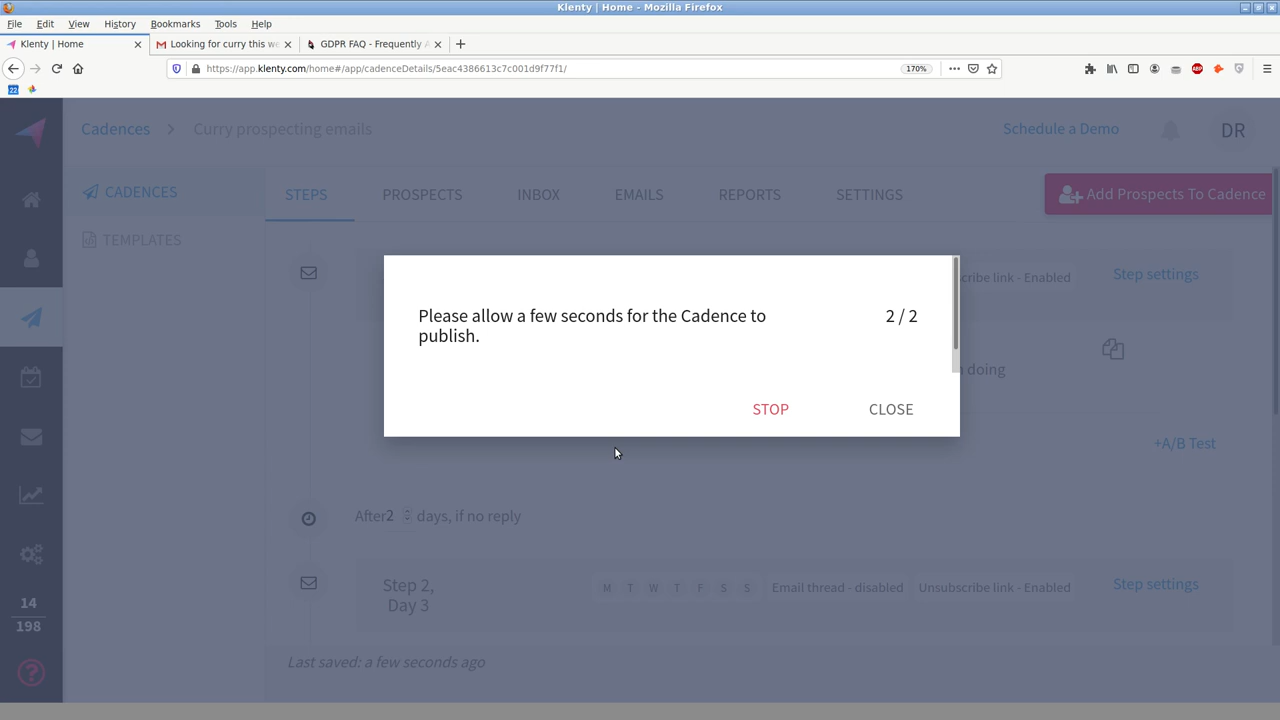 Klenty | Home - Mozilla Firefox
File Edit View History Bookmarks Tools Help
Klenty | Home
Looking for curry this we
GDPR FAQ - Frequently A
https://app.klenty.com/home#/app/cadenceDetails/5eac4386613c7c001d9f77f1/
170%
ABP
22
Cadences > Curry prospecting emails
Schedule a Demo
DR
CADENCES
TEMPLATES
STEPS PROSPECTS INBOX EMAILS REPORTS SETTINGS
Add Prospects To Cadence
scribe link - Enabled
Step settings
Please allow a few seconds for the Cadence to
publish.
2 / 2
doing
STOP CLOSE
+A/B Test
After 2 days, if no reply
Step 2,
Day 3
M T W T F S S
Email thread - disabled
Unsubscribe link - Enabled
Step settings
14
198
Last saved: a few seconds ago